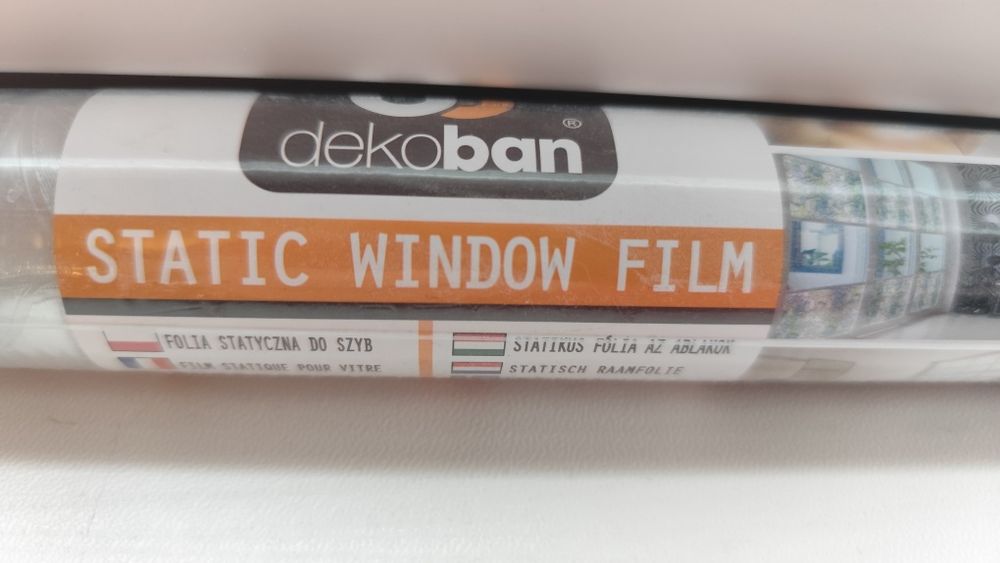 dekoban®
STATIC WINDOW FILM
FOLIA STATYCZNA DO SZYB
FILM STATIQUE POUR VITRE
STATIKUS FÓLIA AZ ABLAKOK
STATISCH RAAMFOLIE